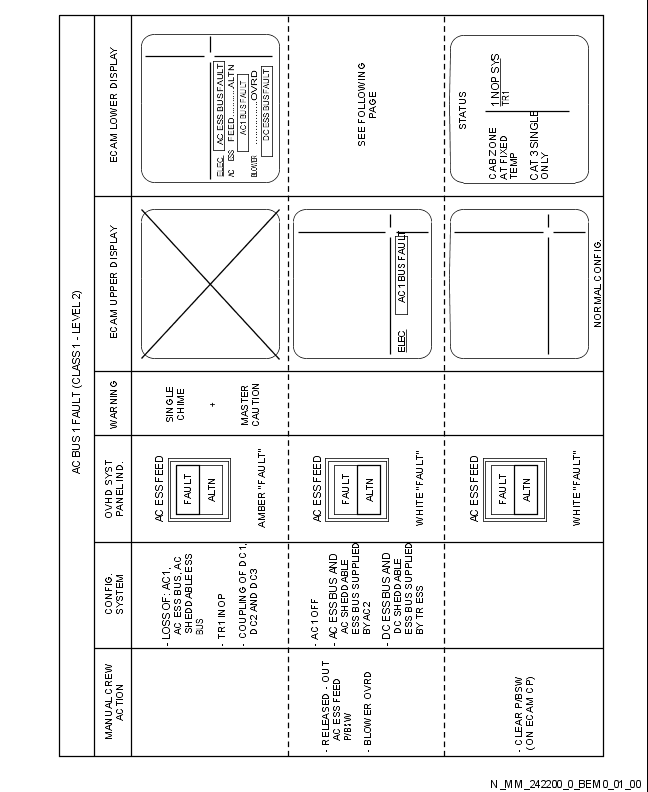 AC BUS 1 FAULT (CLASS 1 - LEVEL 2)
MANUAL CREW
ACTION
CONFIG.
SYSTEM
OVHD SYST
PANEL IND.
WARNING
ECAM UPPER DISPLAY
ECAM LOWER DISPLAY
- LOSS OF: AC1,
AC ESS BUS, AC
SHEDDABLE ESS
BUS
- TR1 INOP
- COUPLING OF DC1,
DC2 AND DC3
AC ESS FEED
FAULT
ALTN
AMBER "FAULT"
SINGLE
CHIME
+
MASTER
CAUTION
ELEC AC ESS BUS FAULT
AC ESS FEED..........ALTN
AC1 BUS FAULT
BLOWER ..............OVRD
DC ESS BUS FAULT
- RELEASED - OUT
AC ESS FEED
P/BSW
- BLOWER OVRD
- AC1 OFF
- AC ESS BUS AND
AC SHEDDABLE
ESS BUS SUPPLIED
BY AC2
- DC ESS BUS AND
DC SHEDDABLE
ESS BUS SUPPLIED
BY TR ESS
AC ESS FEED
FAULT
ALTN
WHITE "FAULT"
ELEC AC 1 BUS FAULT
SEE FOLLOWING
PAGE
- CLEAR P/BSW
(ON ECAM CP)
AC ESS FEED
FAULT
ALTN
WHITE "FAULT"
NORMAL CONFIG.
STATUS
1 NOP SYS
TR1
CAB ZONE
AT FIXED
TEMP
CAT 3 SINGLE
ONLY
N_MM_242200_0_BEM0_01_00